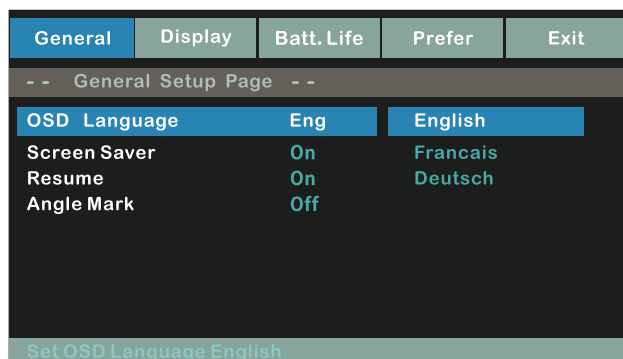 General Display Batt. Life Prefer Exit
-- General Setup Page --
OSD Language Eng English
Screen Saver On Francais
Resume On Deutsch
Angle Mark Off
Set OSD Language English